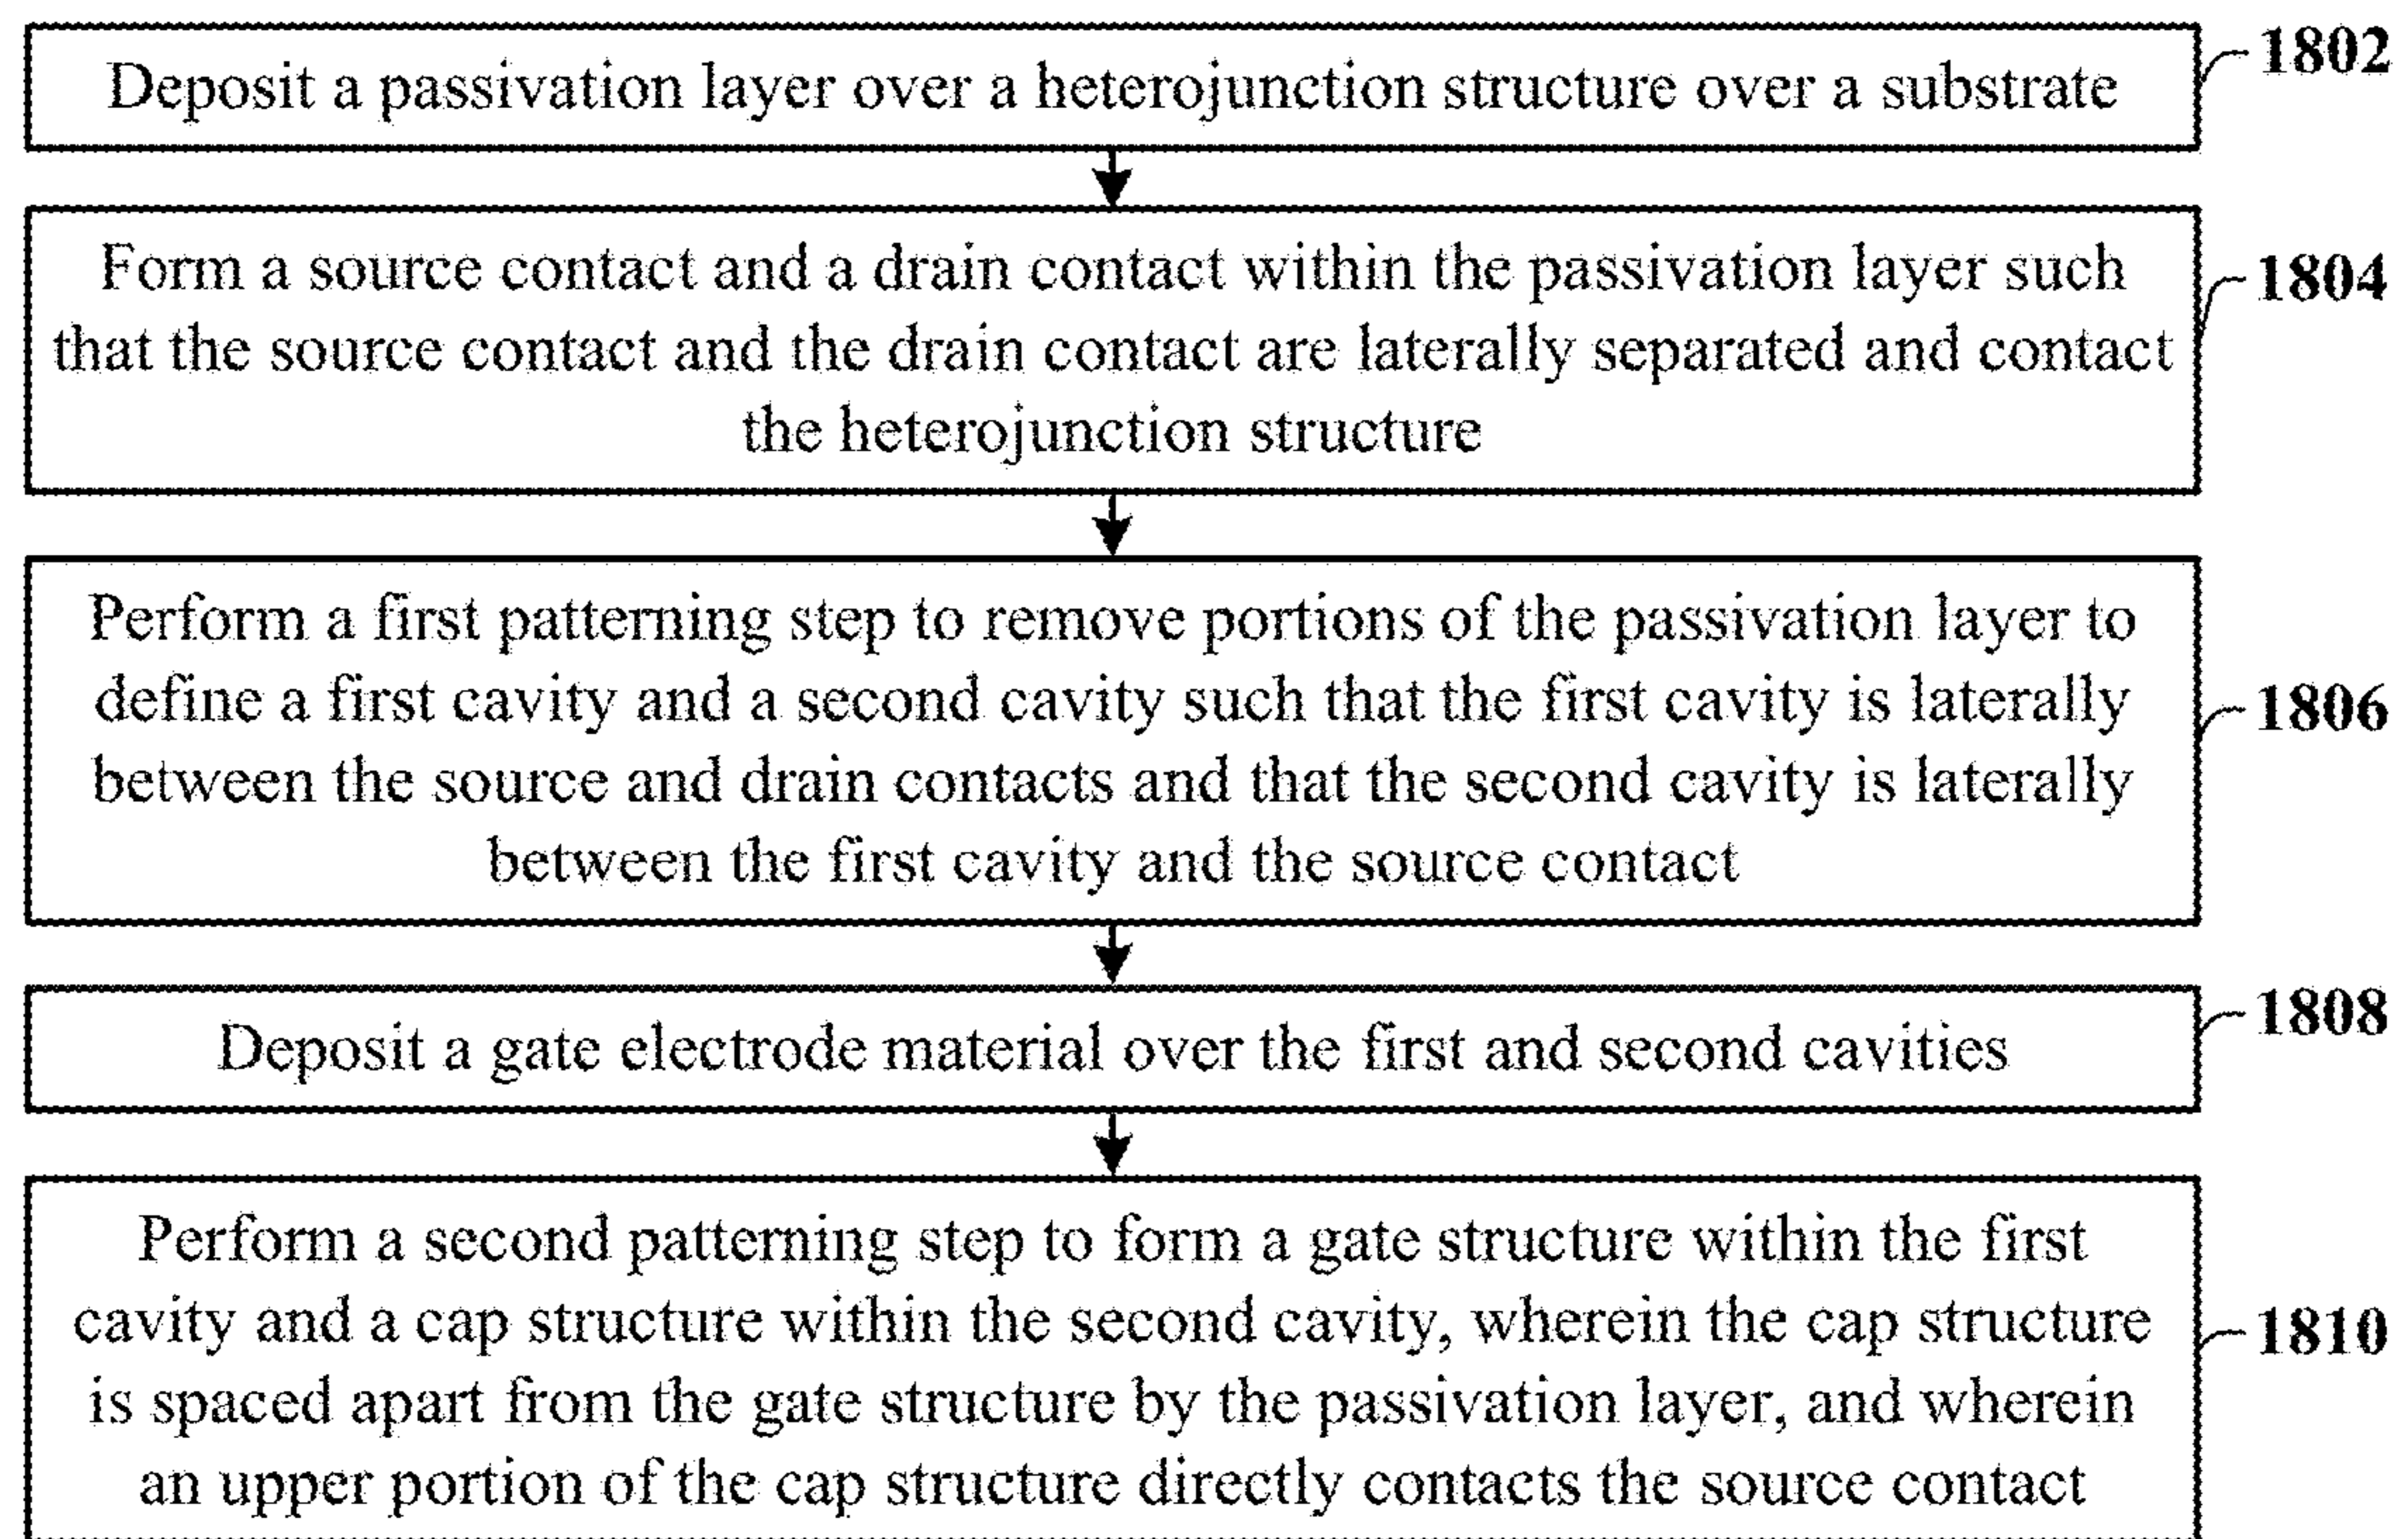 Deposit a passivation layer over a heterojunction structure over a substrate
1802
Form a source contact and a drain contact within the passivation layer such
that the source contact and the drain contact are laterally separated and contact
the heterojunction structure
1804
Perform a first patterning step to remove portions of the passivation layer to
define a first cavity and a second cavity such that the first cavity is laterally
between the source and drain contacts and that the second cavity is laterally
between the first cavity and the source contact
1806
Deposit a gate electrode material over the first and second cavities
1808
Perform a second patterning step to form a gate structure within the first
cavity and a cap structure within the second cavity, wherein the cap structure
is spaced apart from the gate structure by the passivation layer, and wherein
an upper portion of the cap structure directly contacts the source contact
1810